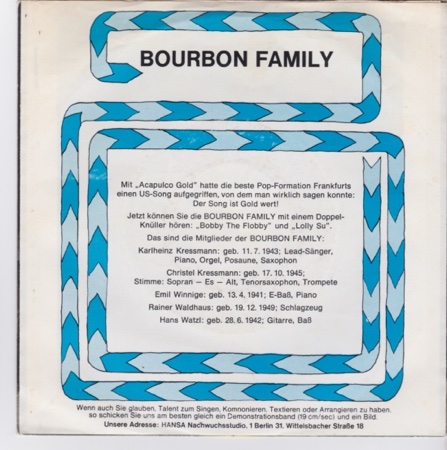 BOURBON FAMILY
Mit „Acapulco Gold" hatte die beste Pop-Formation Frankfurts
einen US-Song aufgegriffen, von dem man wirklich sagen konnte:
Der Song ist Gold wert!
Jetzt können Sie die BOURBON FAMILY mit einem Doppel-
Knüller hören: „Bobby The Flobby" und „Lolly Su".
Das sind die Mitglieder der BOURBON FAMILY:
Karlheinz Kressmann: geb. 11. 7. 1943; Lead-Sänger,
Piano, Orgel, Posaune, Saxophon
Christel Kressmann: geb. 17. 10. 1945;
Stimme: Sopran – Es – Alt, Tenorsaxophon, Trompete
Emil Winnige: geb. 13. 4. 1941; E-Baß, Piano
Rainer Waldhaus: geb. 19. 12. 1949; Schlagzeug
Hans Watzl: geb. 28. 6. 1942; Gitarre, Baß
Wenn auch Sie glauben, Talent zum Singen, Komnonieren, Textieren oder Arrangieren zu haben,
so schicken Sie uns am besten gleich ein Demonstrationsband (19 cm/sec) und ein Bild.
Unsere Adresse: HANSA Nachwuchsstudio, 1 Berlin 31, Wittelsbacher Straße 18